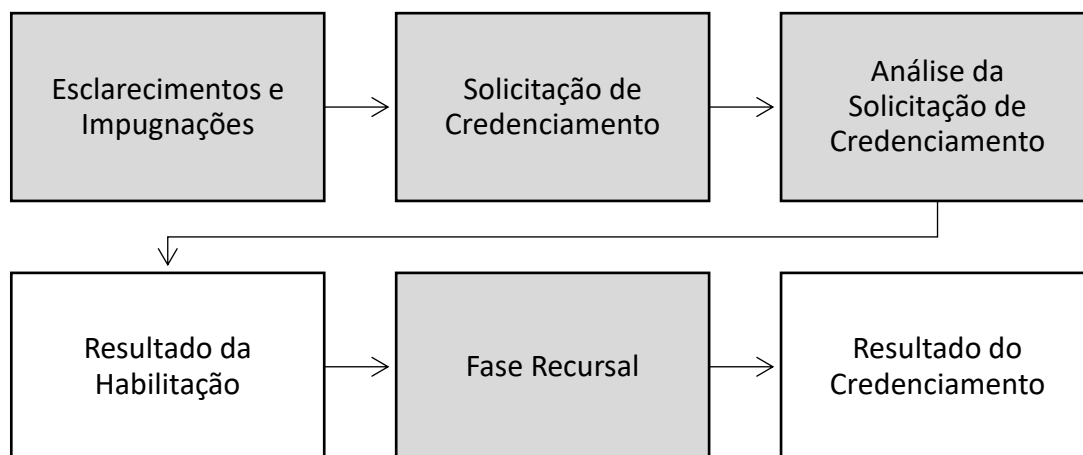 Esclarecimentos e
Impugnações
Solicitação de
Credenciamento
Análise da
Solicitação de
Credenciamento
Resultado da
Habilitação
Fase Recursal
Resultado do
Credenciamento